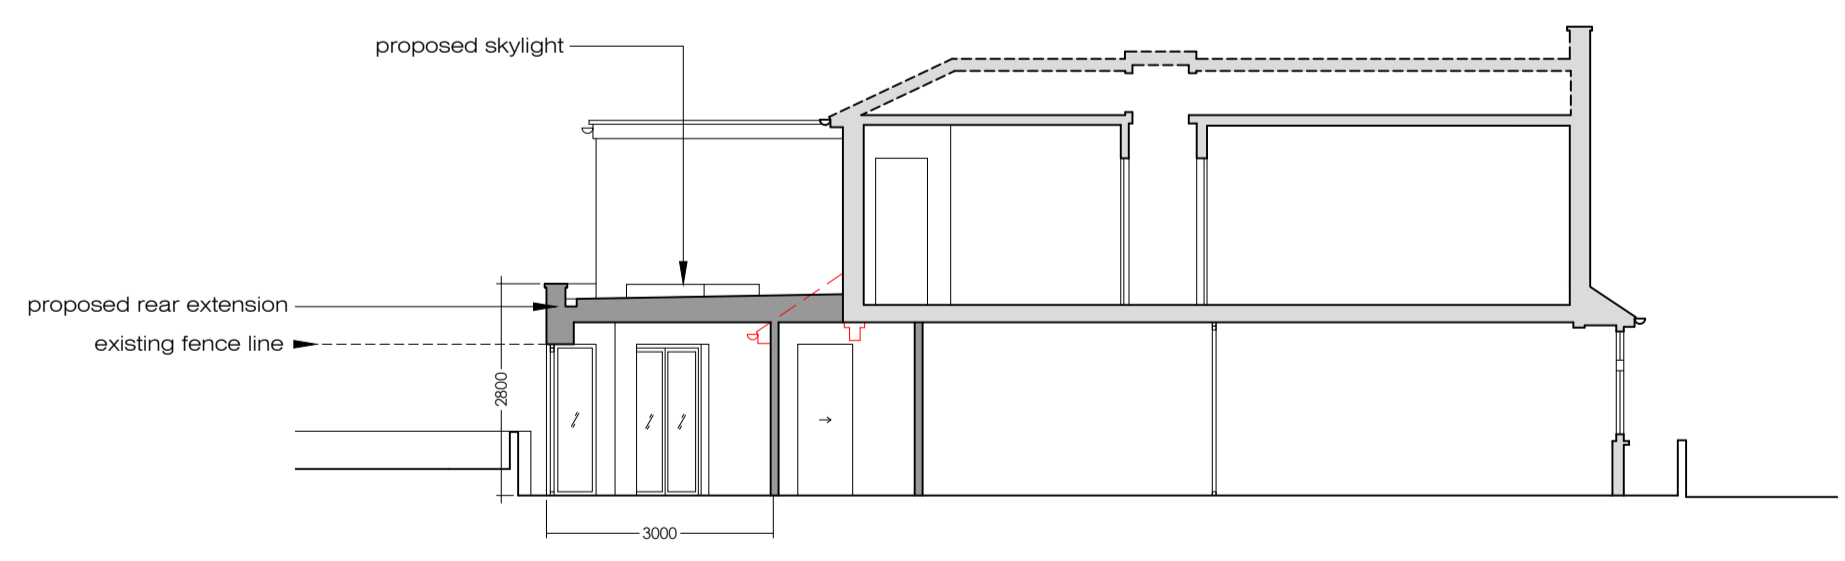 proposed skylight
proposed rear extension
existing fence line
2800
3000